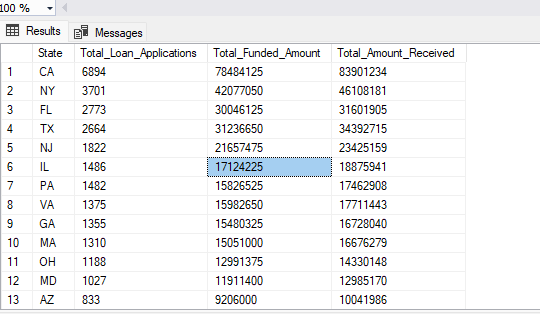 100 %
Results Messages
State Total_Loan_Applications Total_Funded_Amount Total_Amount_Received
1 CA 6894 78484125 83901234
2 NY 3701 42077050 46108181
3 FL 2773 30046125 31601905
4 TX 2664 31236650 34392715
5 NJ 1822 21657475 23425159
6 IL 1486 17124225 18875941
7 PA 1482 15826525 17462908
8 VA 1375 15982650 17711443
9 GA 1355 15480325 16728040
10 MA 1310 15051000 16676279
11 OH 1188 12991375 14330148
12 MD 1027 11911400 12985170
13 AZ 833 9206000 10041986